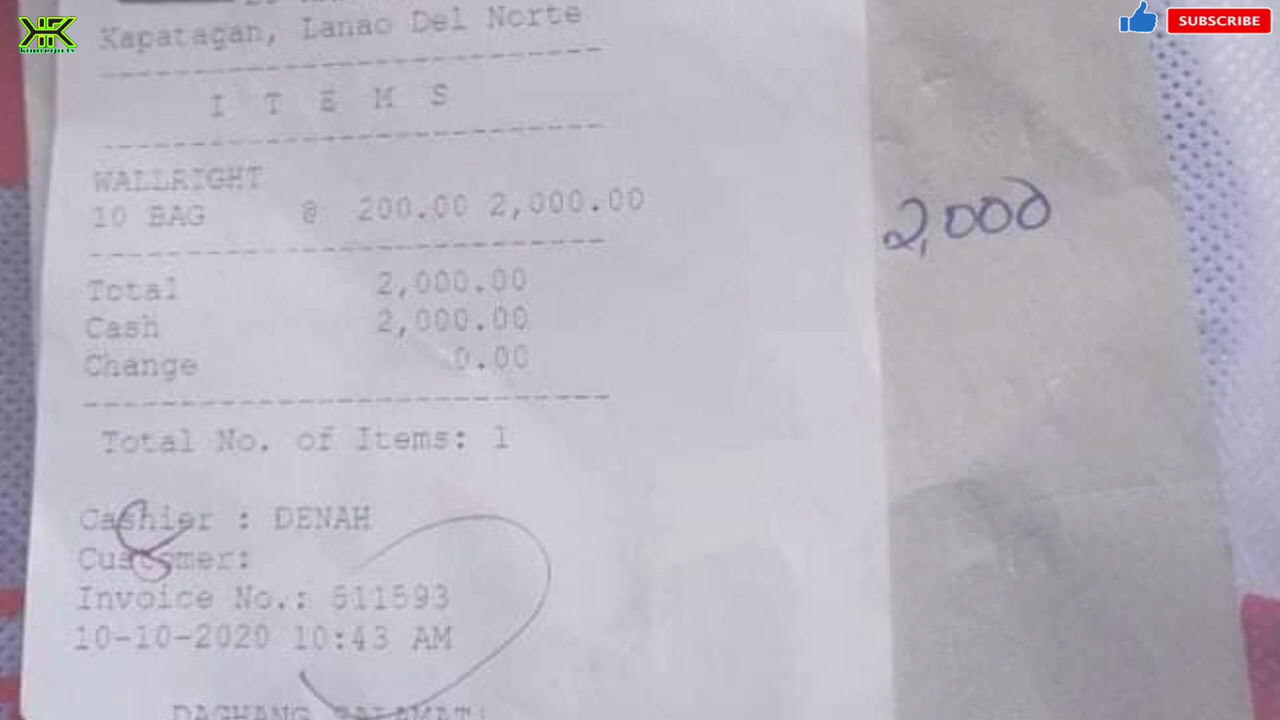 Kapatagan, Lanao Del Norte
I T E M S
WALLRIGHT
10 BAG @ 200.00 2,000.00
2,000
Total 2,000.00
Cash 2,000.00
Change 0.00
Total No. of Items: 1
Cashier : DENAH
Customer:
Invoice No.: 511593
10-10-2020 10:43 AM
DAGHANG SALAMAT!
SUBSCRIBE